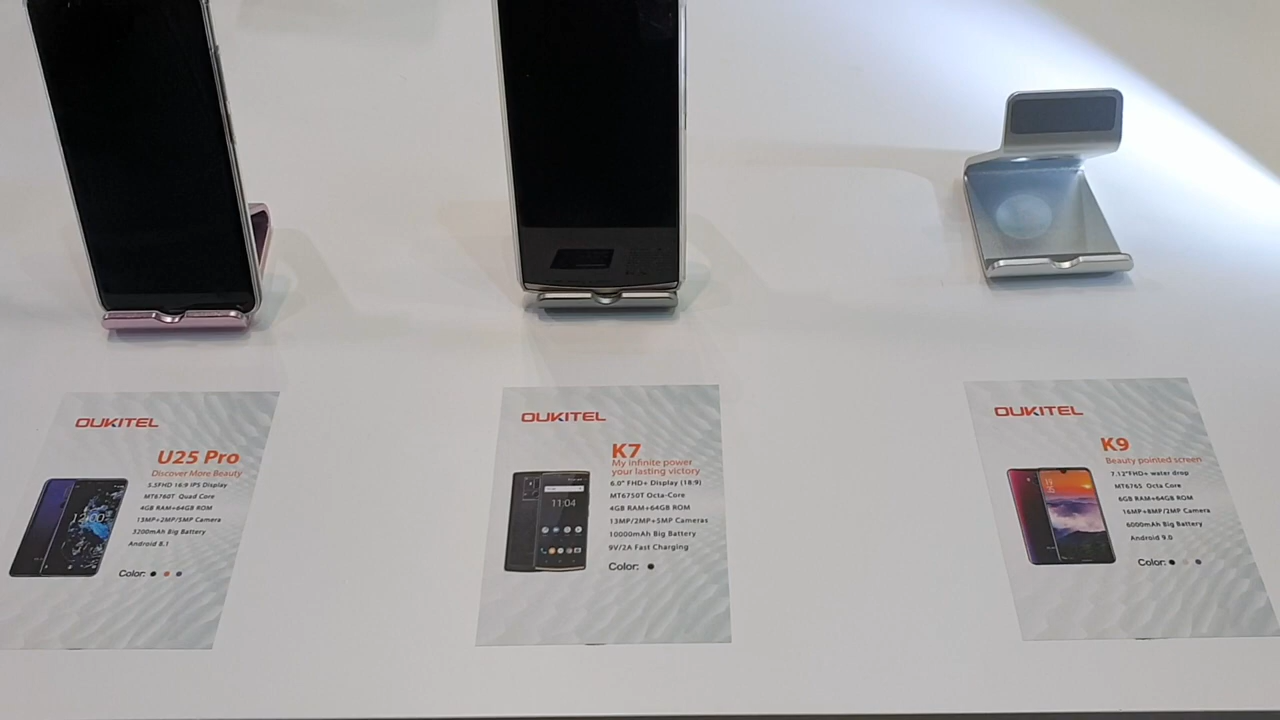 OUKITEL
U25 Pro
Discover More Beauty
5.5FHD 16:9 IPS Display
MT6760T Quad Core
4GB RAM+64GB ROM
13MP+2MP/5MP Camera
3200mAh Big Battery
Android 8.1
Color:
OUKITEL
K7
My infinite power
your lasting victory
6.0" FHD+ Display (18:9)
MT6750T Octa-Core
4GB RAM+64GB ROM
13MP/2MP+5MP Cameras
10000mAh Big Battery
9V/2A Fast Charging
Color:
11:04
OUKITEL
K9
Beauty pointed screen
7.12"FHD+ water drop
MT6765 Octa Core
6GB RAM+64GB ROM
16MP+8MP/2MP Camera
6000mAh Big Battery
Android 9.0
Color: